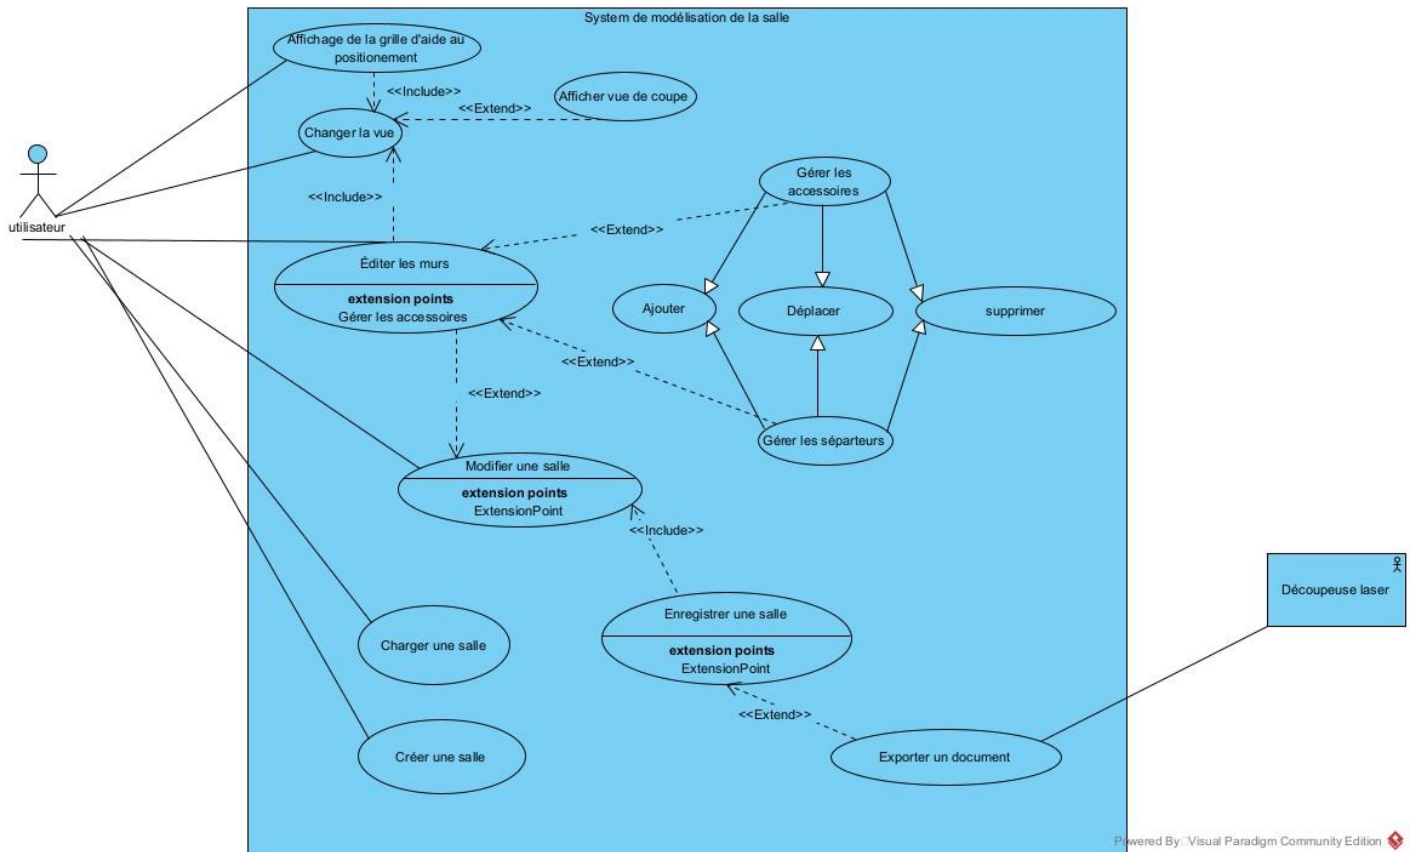 System de modélisation de la salle
Affichage de la grille d'aide au
positionement
<<Include>>
Afficher vue de coupe
<<Extend>>
Changer la vue
<<Include>>
utilisateur
Gérer les
accessoires
<<Extend>>
Éditer les murs
extension points
Gérer les accessoires
Ajouter
Déplacer
supprimer
<<Extend>>
<<Extend>>
Gérer les séparteurs
Modifier une salle
extension points
ExtensionPoint
<<Include>>
Enregistrer une salle
extension points
ExtensionPoint
Découpeuse laser
Charger une salle
<<Extend>>
Créer une salle
Exporter un document
Powered By Visual Paradigm Community Edition